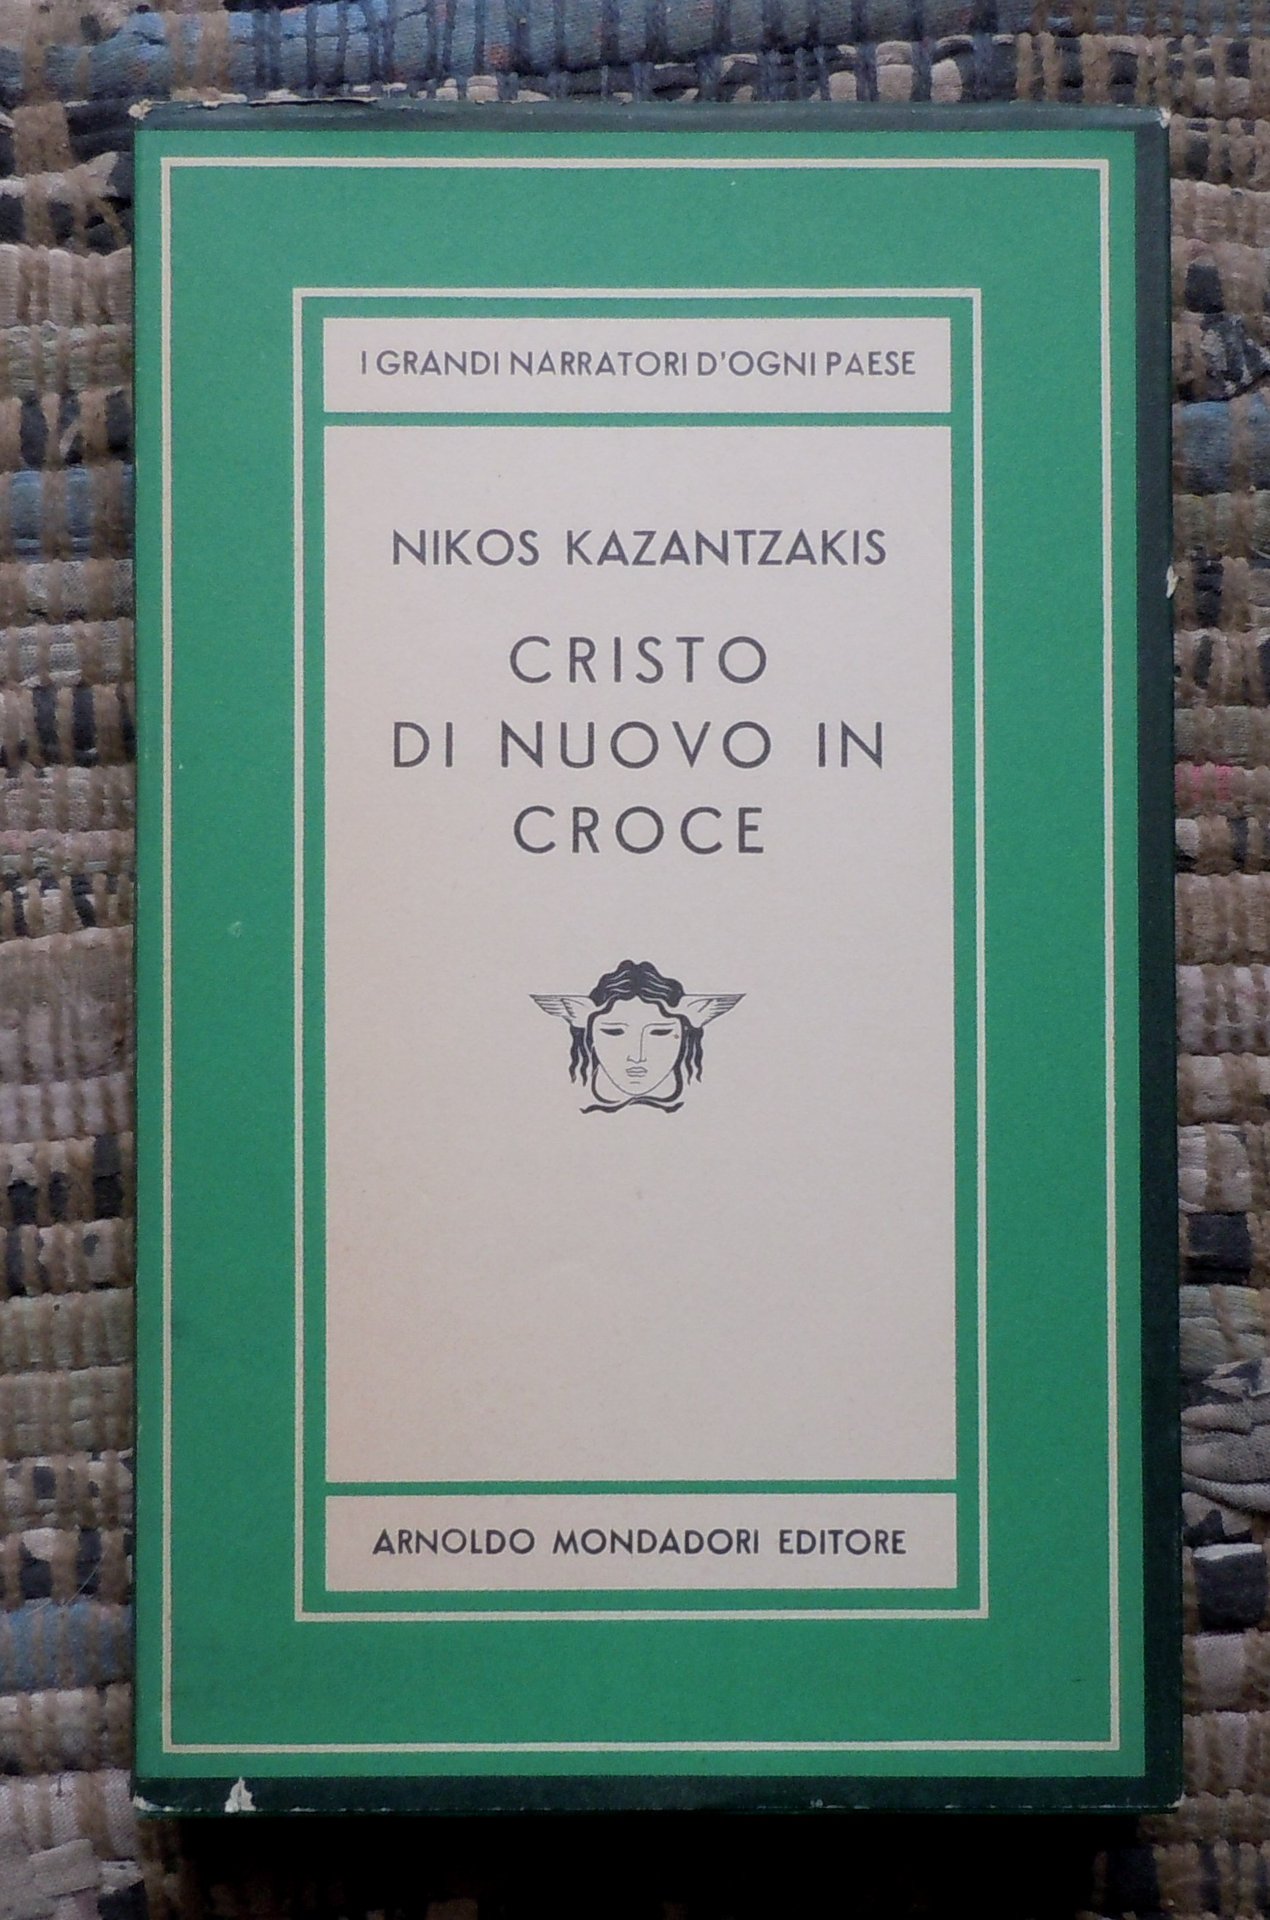 I GRANDI NARRATORI D'OGNI PAESE
NIKOS KAZANTZAKIS
CRISTO
DI NUOVO IN
CROCE
ARNOLDO MONDADORI EDITORE